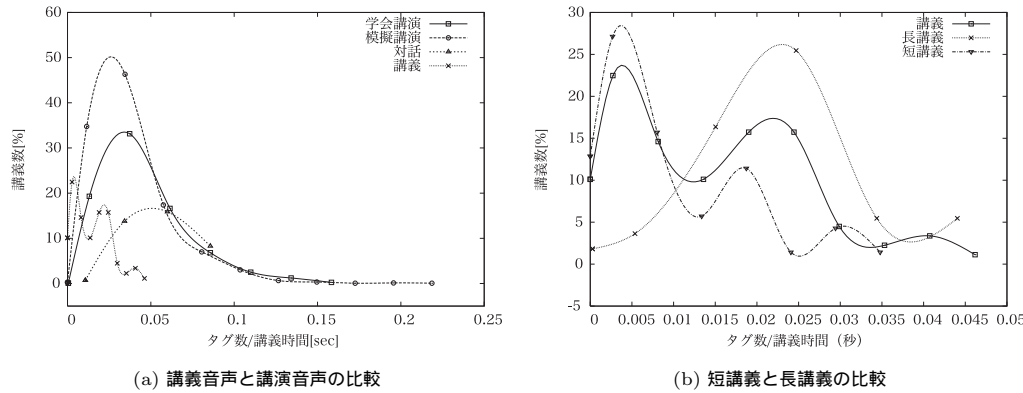 60
50
40
30
20
10
0
0
0.05
0.1
0.15
0.2
0.25
講義数[%]
タグ数/講義時間[sec]
学会講演
模擬講演
対話
講義
(a) 講義音声と講演音声の比較
30
25
20
15
10
5
0
-5
0
0.005
0.01
0.015
0.02
0.025
0.03
0.035
0.04
0.045
0.05
講義数[%]
タグ数/講義時間（秒）
講義
長講義
短講義
(b) 短講義と長講義の比較